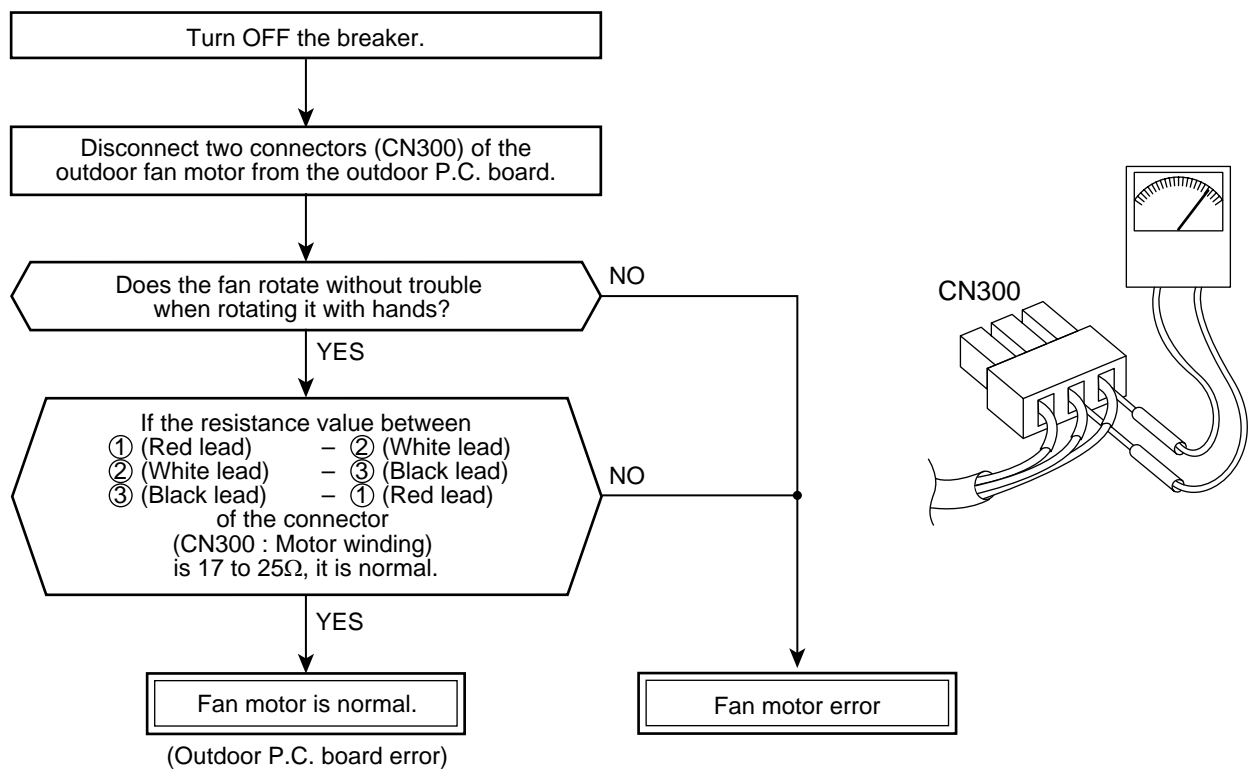 Turn OFF the breaker.
Disconnect two connectors (CN300) of the
outdoor fan motor from the outdoor P.C. board.
Does the fan rotate without trouble
when rotating it with hands?
NO
YES
If the resistance value between
① (Red lead) – ② (White lead)
② (White lead) – ③ (Black lead)
③ (Black lead) – ① (Red lead)
of the connector
(CN300 : Motor winding)
is 17 to 25Ω, it is normal.
NO
YES
Fan motor is normal.
(Outdoor P.C. board error)
Fan motor error
CN300